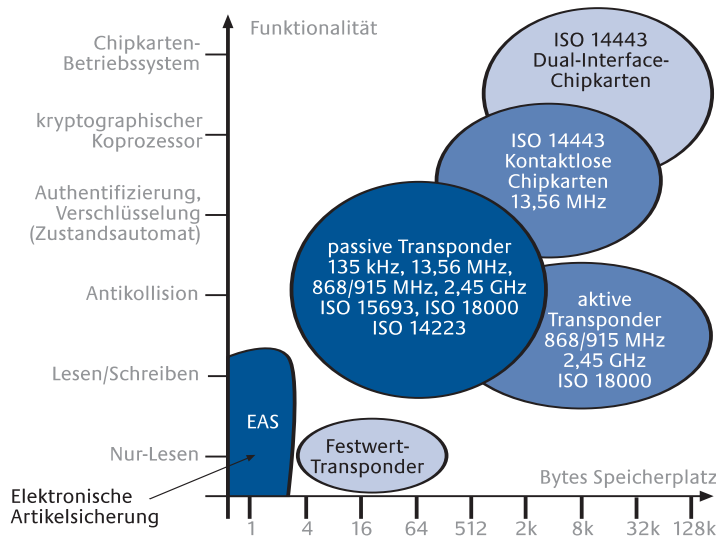 Funktionalität
Chipkarten-
Betriebssystem
kryptographischer
Koprozessor
Authentifizierung,
Verschlüsselung
(Zustandsautomat)
Antikollision
Lesen/Schreiben
Nur-Lesen
ISO 14443
Dual-Interface-
Chipkarten
ISO 14443
Kontaktlose
Chipkarten
13,56 MHz
passive Transponder
135 kHz, 13,56 MHz,
868/915 MHz, 2,45 GHz
ISO 15693, ISO 18000
ISO 14223
aktive
Transponder
868/915 MHz
2,45 GHz
ISO 18000
EAS
Festwert-
Transponder
Elektronische
Artikelsicherung
Bytes Speicherplatz
1 4 16 64 512 2k 8k 32k 128k